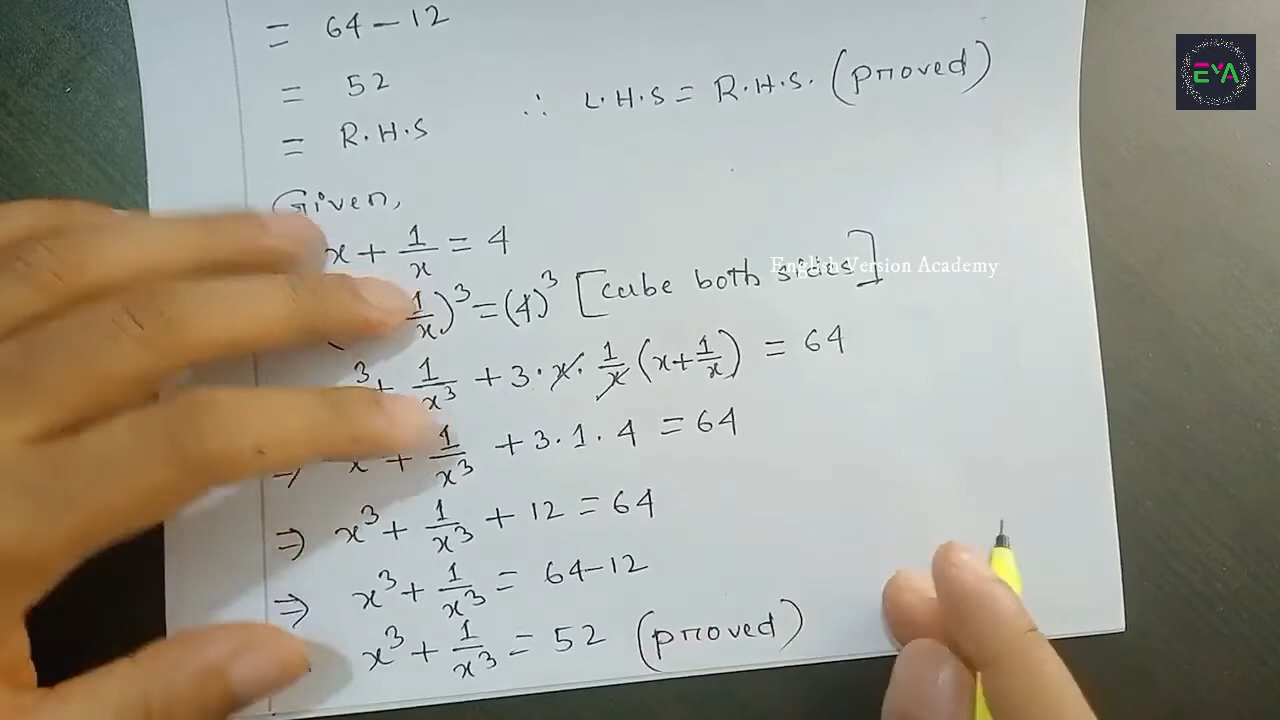 = 64 - 12
= 52
= R.H.S
∴ L.H.S = R.H.S. (proved)
Given,
x + 1/x = 4
1/x)³ = (4)³ [cube both sides]
³ + 1/x³ + 3 · x · 1/x (x + 1/x) = 64
x + 1/x³ + 3 · 1 · 4 = 64
⇒ x³ + 1/x³ + 12 = 64
⇒ x³ + 1/x³ = 64 - 12
x³ + 1/x³ = 52 (proved)
English Version Academy
EVA